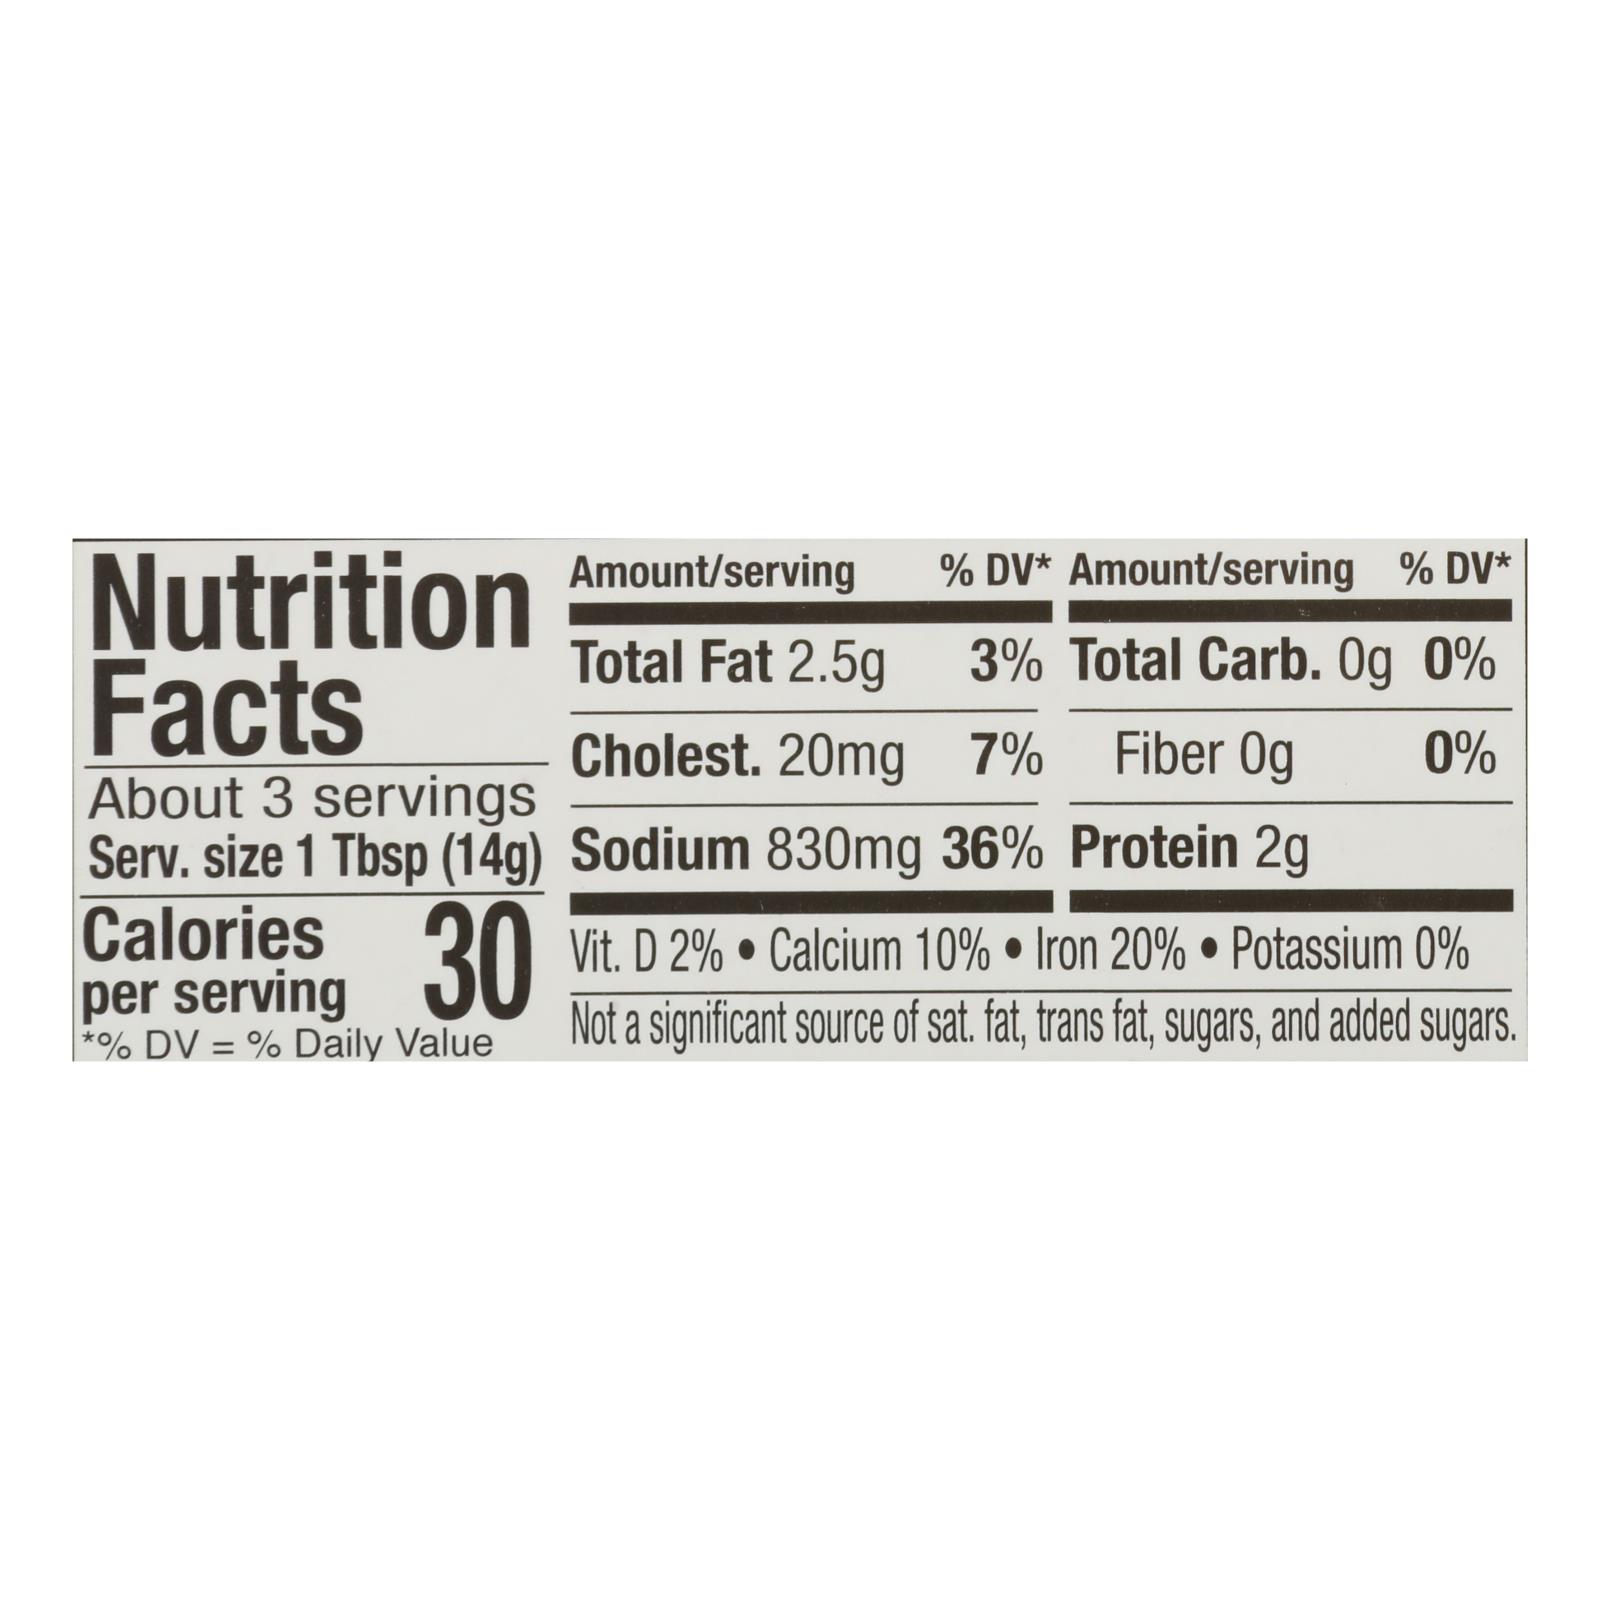 Nutrition
Facts
About 3 servings
Serv. size 1 Tbsp (14g)
Calories 30
per serving
*% DV = % Daily Value
Amount/serving % DV*
Total Fat 2.5g 3%
Cholest. 20mg 7%
Sodium 830mg 36%
Amount/serving % DV*
Total Carb. 0g 0%
Fiber 0g 0%
Protein 2g
Vit. D 2% • Calcium 10% • Iron 20% • Potassium 0%
Not a significant source of sat. fat, trans fat, sugars, and added sugars.